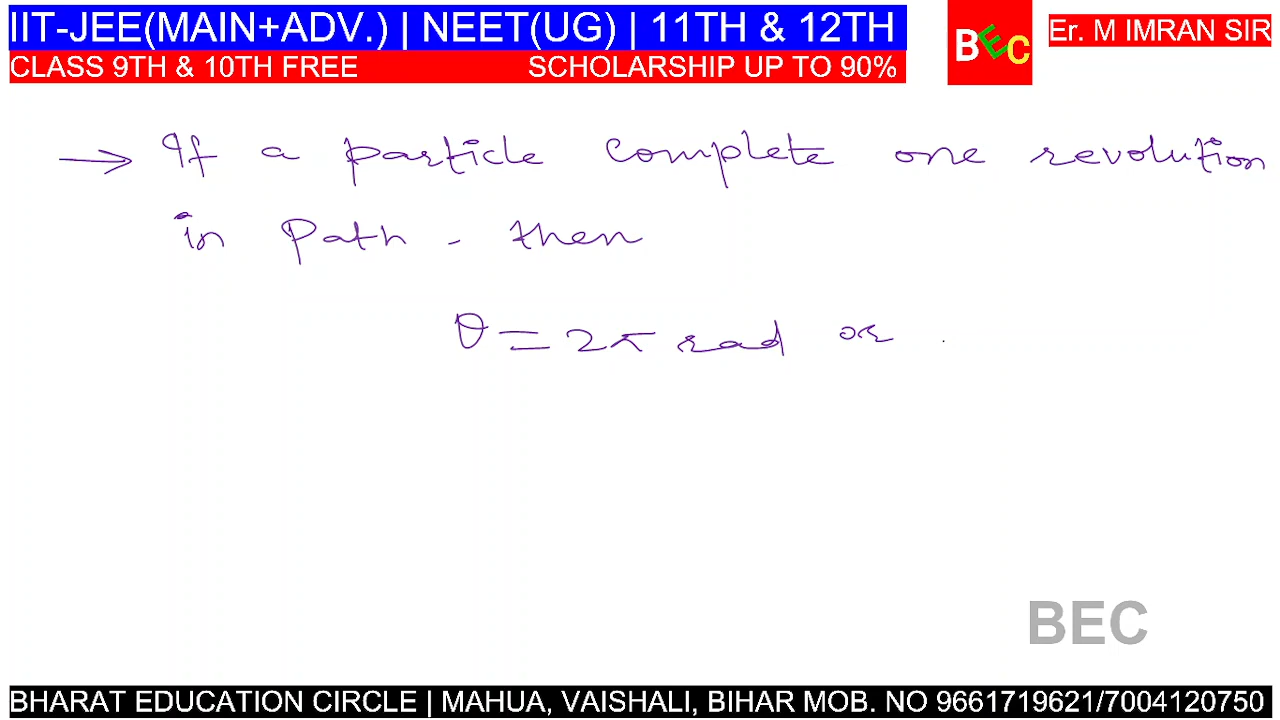 IIT-JEE(MAIN+ADV.) | NEET(UG) | 11TH & 12TH
BEC
Er. M IMRAN SIR
CLASS 9TH & 10TH FREE SCHOLARSHIP UP TO 90%
→ If a particle complete one revolution
in Path - then
θ = 2π rad or
BEC
BHARAT EDUCATION CIRCLE | MAHUA, VAISHALI, BIHAR MOB. NO 9661719621/7004120750